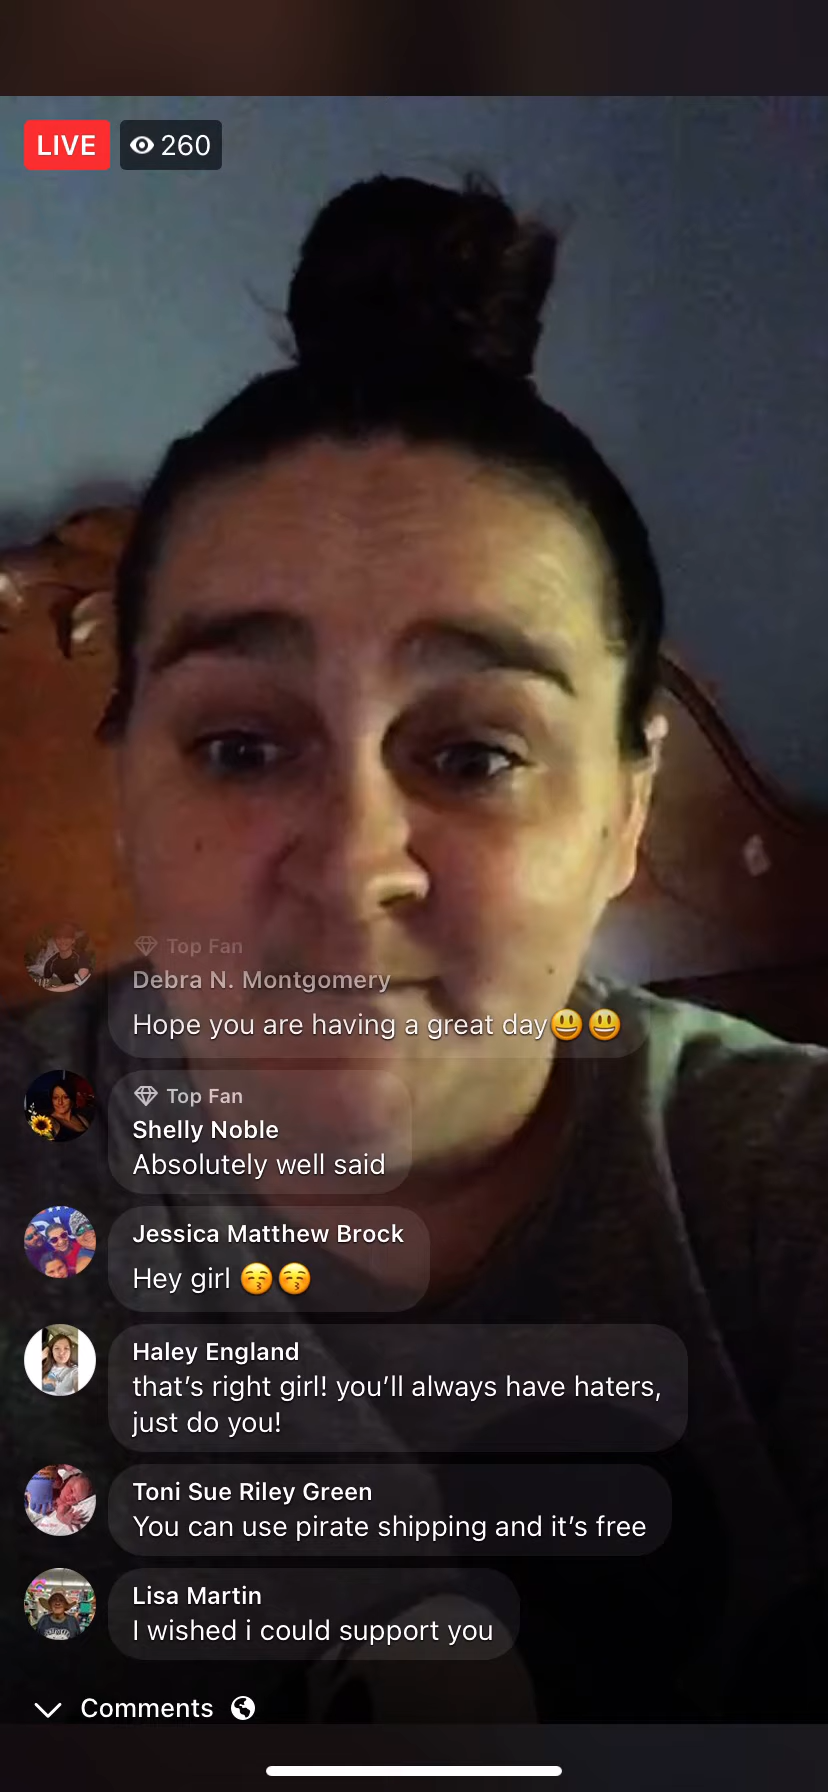 LIVE 260
Top Fan
Debra N. Montgomery
Hope you are having a great day😃😃
Top Fan
Shelly Noble
Absolutely well said
Jessica Matthew Brock
Hey girl 😚😚
Haley England
that's right girl! you'll always have haters,
just do you!
Toni Sue Riley Green
You can use pirate shipping and it's free
Lisa Martin
I wished i could support you
Comments